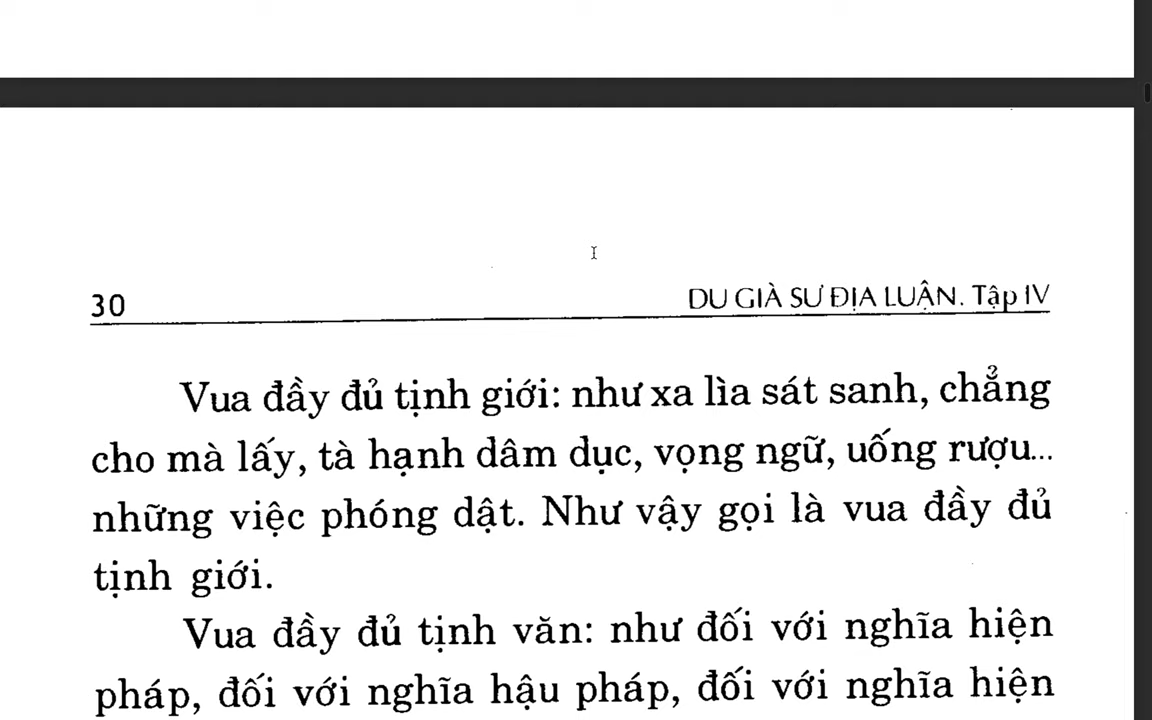 30
DU GIÀ SƯ ĐỊA LUẬN. Tập IV
Vua đầy đủ tịnh giới: như xa lìa sát sanh, chẳng
cho mà lấy, tà hạnh dâm dục, vọng ngữ, uống rượu...
những việc phóng dật. Như vậy gọi là vua đầy đủ
tịnh giới.
Vua đầy đủ tịnh văn: như đối với nghĩa hiện
pháp, đối với nghĩa hậu pháp, đối với nghĩa hiện